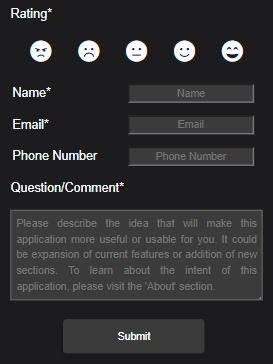 Rating*
Name* Name
Email* Email
Phone Number Phone Number
Question/Comment*
Please describe the idea that will make this
application more useful or usable for you. It could
be expansion of current features or addition of new
sections. To learn about the intent of this
application, please visit the 'About' section.
Submit